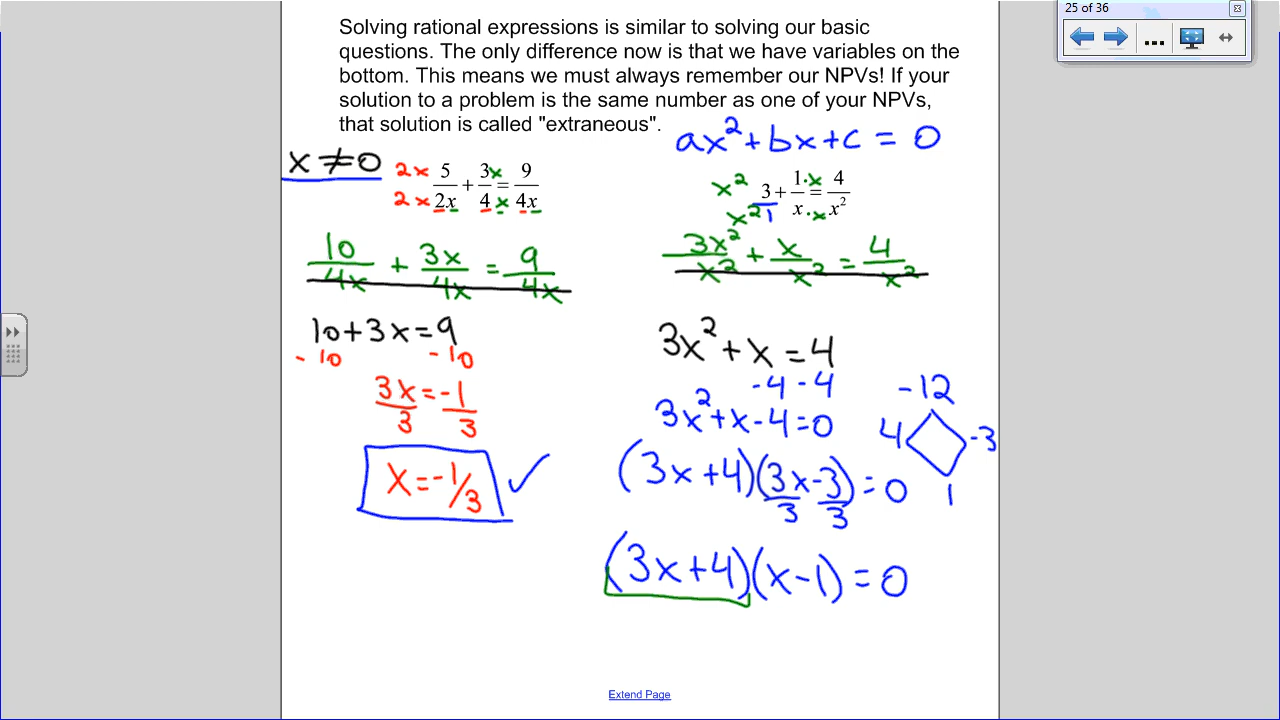 25 of 36
Solving rational expressions is similar to solving our basic
questions. The only difference now is that we have variables on the
bottom. This means we must always remember our NPVs! If your
solution to a problem is the same number as one of your NPVs,
that solution is called "extraneous".
ax² + bx + c = 0
x ≠ 0
2x 5/2x 2x + 3x/4x = 9/4x
10/4x + 3x/4x = 9/4x
10 + 3x = 9
- 10 - 10
3x/3 = -1/3
x = -1/3 ✓
x² 3/1 x² + 1·x/x·x = 4/x²
3x²/x² + x/x² = 4/x²
3x² + x = 4
-4 -4
3x² + x - 4 = 0
-12
4 -3
1
(3x + 4)(3x/3 - 3/3) = 0
(3x + 4)(x - 1) = 0
Extend Page